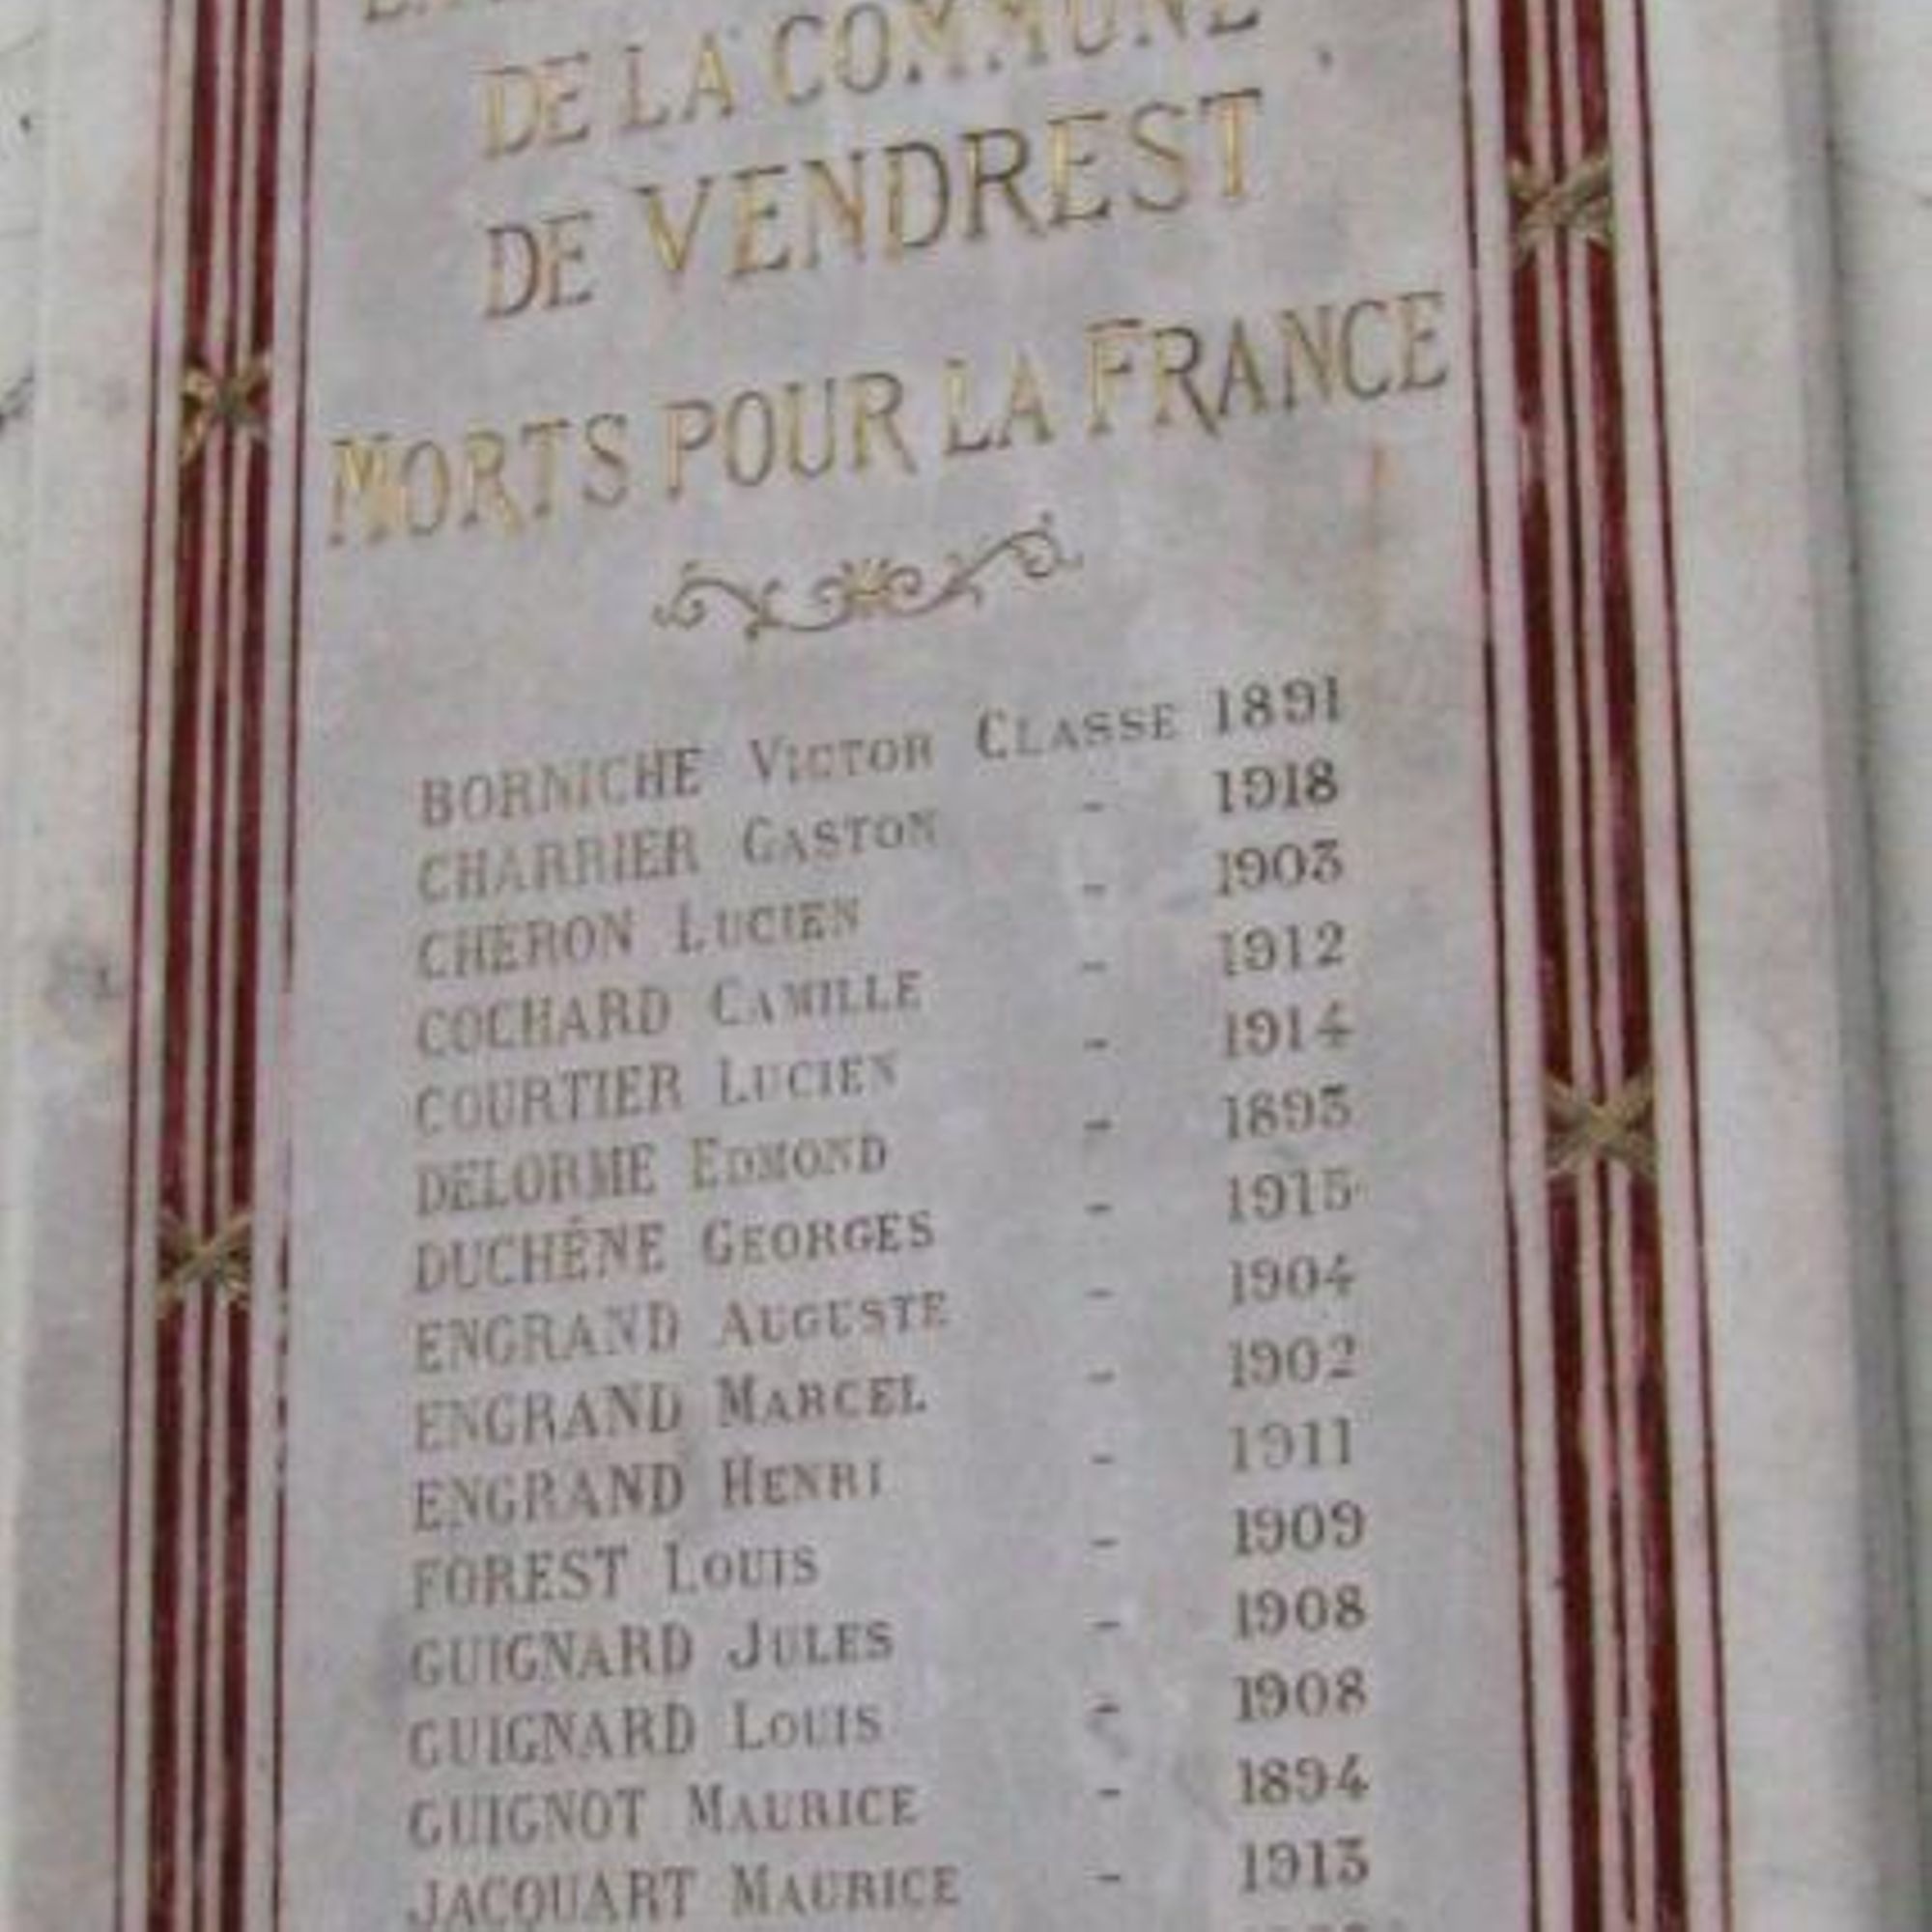 DE LA COMMUNE
DE VENDREST
MORTS POUR LA FRANCE
BORNICHE VICTOR CLASSE 1891
CHARRIER GASTON - 1918
CHÉRON LUCIEN - 1903
COCHARD CAMILLE - 1912
COURTIER LUCIEN - 1914
DELORME EDMOND - 1893
DUCHÊNE GEORGES - 1915
ENGRAND AUGUSTE - 1904
ENGRAND MARCEL - 1902
ENGRAND HENRI - 1911
FOREST LOUIS - 1909
GUIGNARD JULES - 1908
GUIGNARD LOUIS - 1908
GUIGNOT MAURICE - 1894
JACQUART MAURICE - 1913